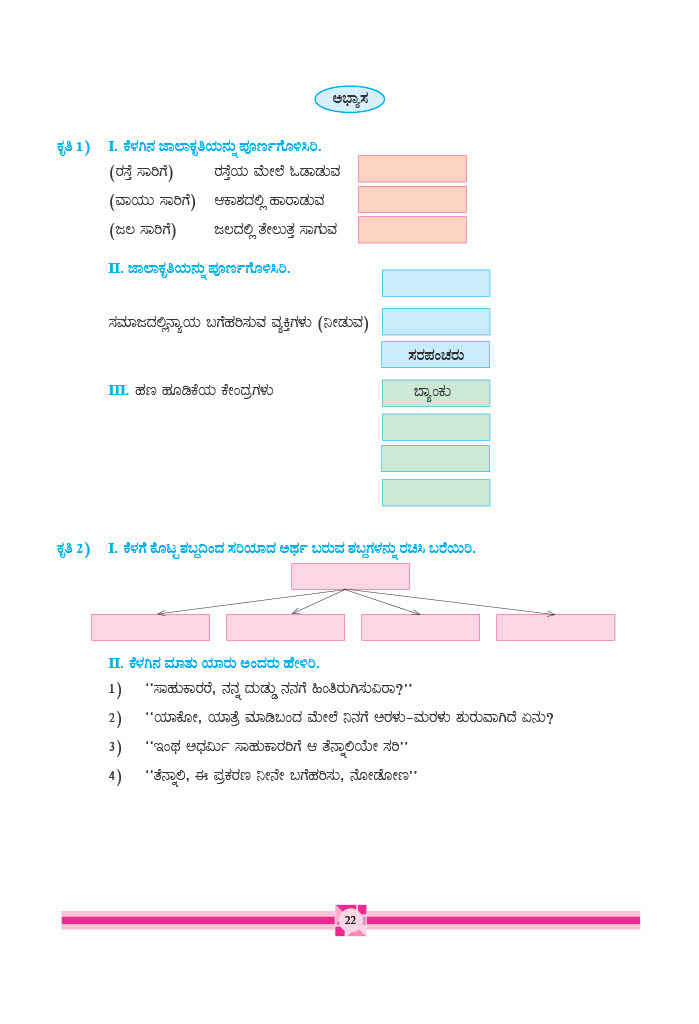 ಅಭ್ಯಾಸ
ಕೃತಿ 1) I. ಕೆಳಗಿನ ಜಾಲಾಕೃತಿಯನ್ನು ಪೂರ್ಣಗೊಳಿಸಿರಿ.
(ರಸ್ತೆ ಸಾರಿಗೆ) ರಸ್ತೆಯ ಮೇಲೆ ಓಡಾಡುವ
(ವಾಯು ಸಾರಿಗೆ) ಆಕಾಶದಲ್ಲಿ ಹಾರಾಡುವ
(ಜಲ ಸಾರಿಗೆ) ಜಲದಲ್ಲಿ ತೇಲುತ್ತ ಸಾಗುವ
II. ಜಾಲಾಕೃತಿಯನ್ನು ಪೂರ್ಣಗೊಳಿಸಿರಿ.
ಸಮಾಜದಲ್ಲಿನ್ಯಾಯ ಬಗೆಹರಿಸುವ ವ್ಯಕ್ತಿಗಳು (ನೀಡುವ)
ಸರಪಂಚರು
III. ಹಣ ಹೂಡಿಕೆಯ ಕೇಂದ್ರಗಳು ಬ್ಯಾಂಕು
ಕೃತಿ 2) I. ಕೆಳಗೆ ಕೊಟ್ಟ ಶಬ್ದದಿಂದ ಸರಿಯಾದ ಅರ್ಥ ಬರುವ ಶಬ್ದಗಳನ್ನು ರಚಿಸಿ ಬರೆಯಿರಿ.
II. ಕೆಳಗಿನ ಮಾತು ಯಾರು ಅಂದರು ಹೇಳಿರಿ.
1) ‘‘ಸಾಹುಕಾರರೆ, ನನ್ನ ದುಡ್ಡು ನನಗೆ ಹಿಂತಿರುಗಿಸುವಿರಾ?’’
2) ‘‘ಯಾಕೋ, ಯಾತ್ರೆ ಮಾಡಿಬಂದ ಮೇಲೆ ನಿನಗೆ ಅರಳು-ಮರಳು ಶುರುವಾಗಿದೆ ಏನು?
3) ‘‘ಇಂಥ ಅಧರ್ಮಿ ಸಾಹುಕಾರರಿಗೆ ಆ ತೆನ್ನಾಲಿಯೇ ಸರಿ’’
4) ‘‘ತೆನ್ನಾಲಿ, ಈ ಪ್ರಕರಣ ನೀನೇ ಬಗೆಹರಿಸು, ನೋಡೋಣ’’
22